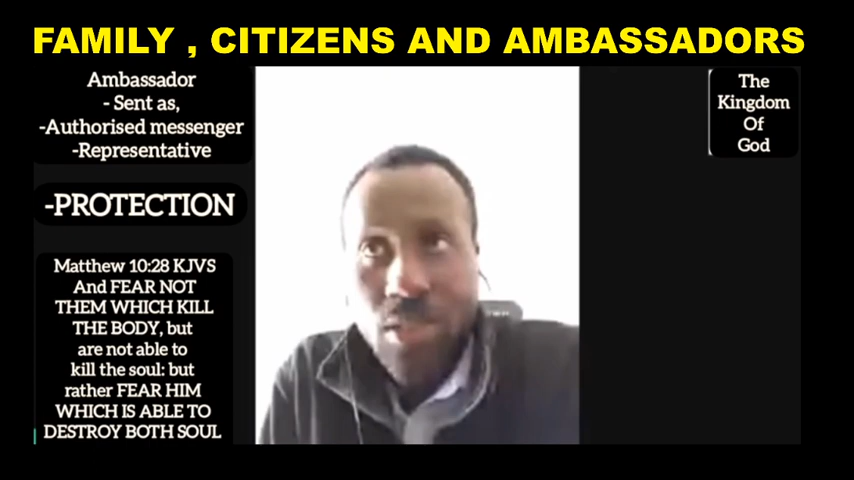 FAMILY , CITIZENS AND AMBASSADORS
Ambassador
- Sent as,
-Authorised messenger
-Representative
The
Kingdom
Of
God
-PROTECTION
Matthew 10:28 KJVS
And FEAR NOT
THEM WHICH KILL
THE BODY, but
are not able to
kill the soul: but
rather FEAR HIM
WHICH IS ABLE TO
DESTROY BOTH SOUL